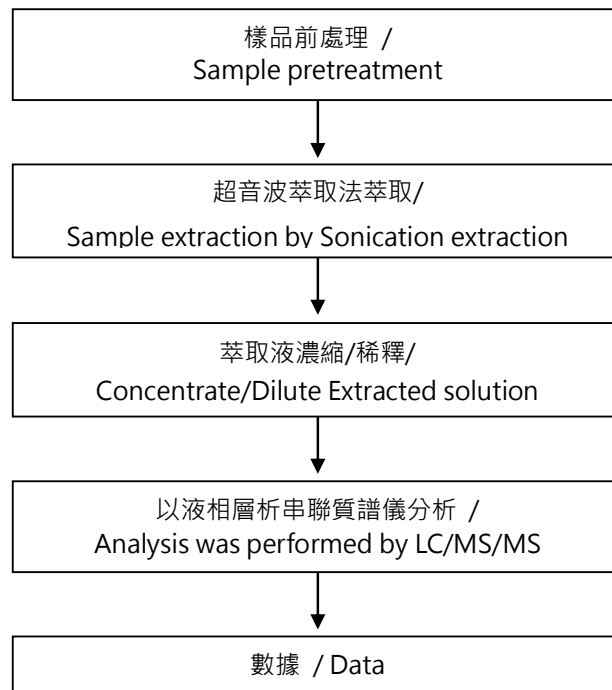 樣品前處理 /
Sample pretreatment
超音波萃取法萃取/
Sample extraction by Sonication extraction
萃取液濃縮/稀釋/
Concentrate/Dilute Extracted solution
以液相層析串聯質譜儀分析 /
Analysis was performed by LC/MS/MS
數據 / Data